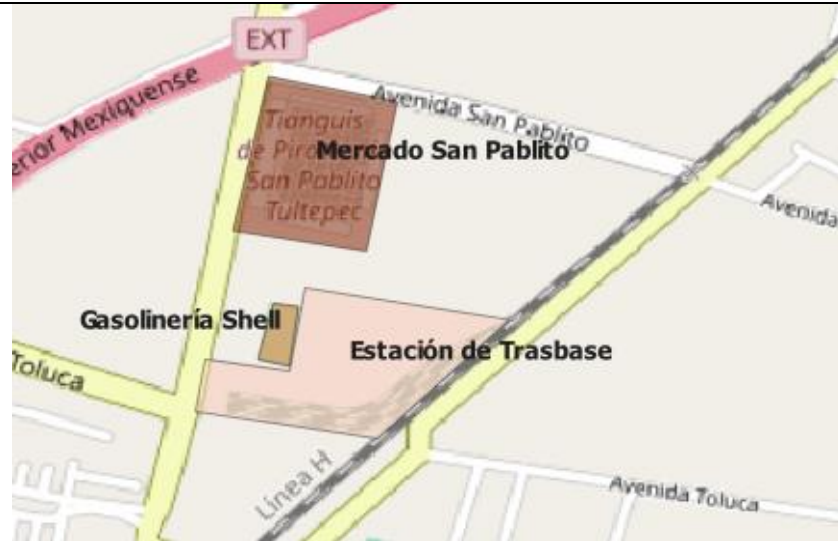 EXT
erior Mexiquense
Avenida San Pablito
Tianguis
de Piro
San Pablito
Tultepec
Mercado San Pablito
Avenida
Gasolinería Shell
Estación de Trasbase
Toluca
Línea H
Avenida Toluca